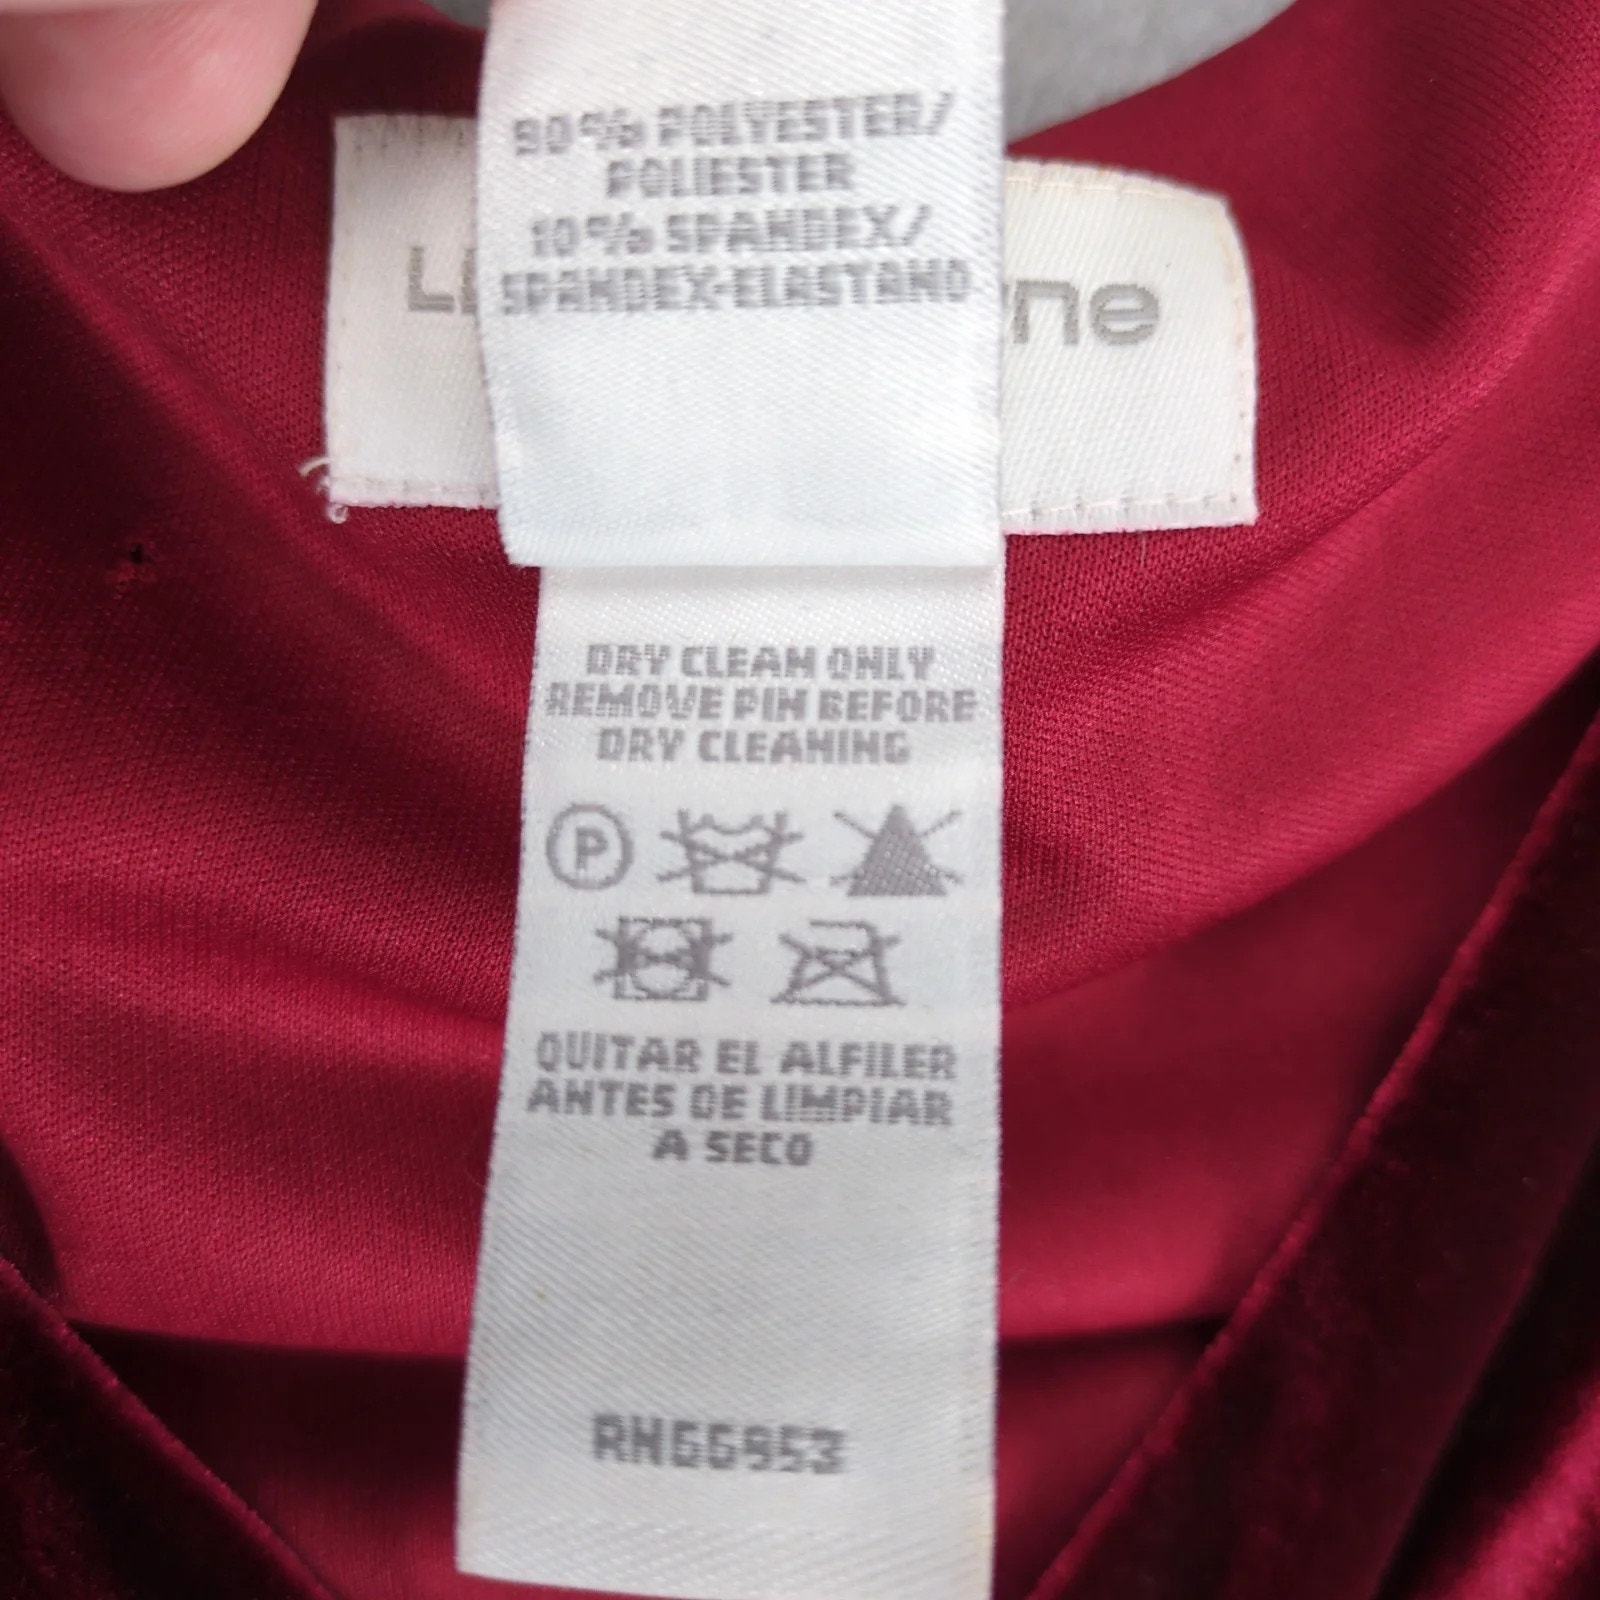 90% POLYESTER/
POLIESTER
10% SPANDEX/
SPANDEX-ELASTANO
DRY CLEAN ONLY
REMOVE PIN BEFORE
DRY CLEANING
P
QUITAR EL ALFILER
ANTES DE LIMPIAR
A SECO
RN66953